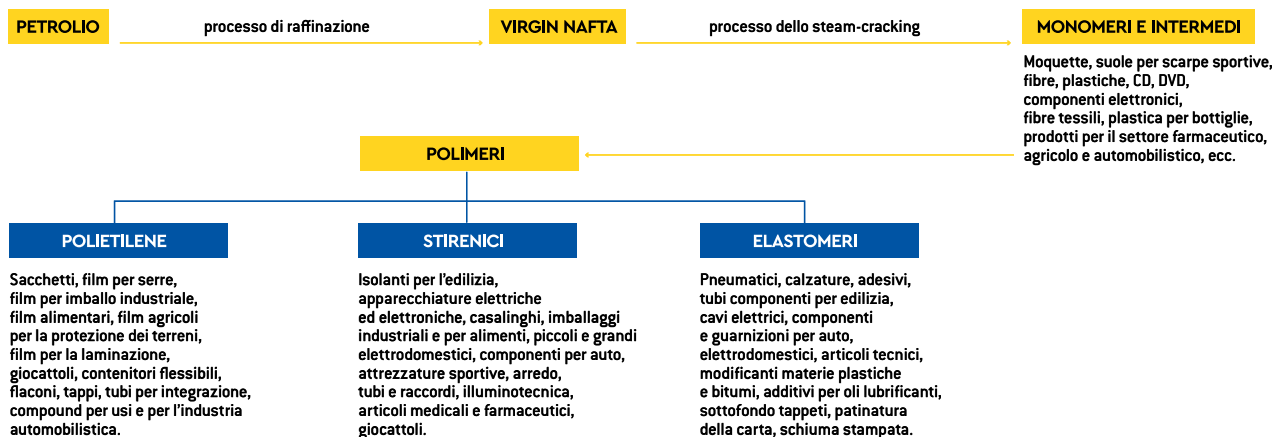 PETROLIO
processo di raffinazione
VIRGIN NAFTA
processo dello steam-cracking
MONOMERI E INTERMEDI
Moquette, suole per scarpe sportive,
fibre, plastiche, CD, DVD,
componenti elettronici,
fibre tessili, plastica per bottiglie,
prodotti per il settore farmaceutico,
agricolo e automobilistico, ecc.
POLIMERI
POLIETILENE
Sacchetti, film per serre,
film per imballo industriale,
film alimentari, film agricoli
per la protezione dei terreni,
film per la laminazione,
giocattoli, contenitori flessibili,
flaconi, tappi, tubi per integrazione,
compound per usi e per l'industria
automobilistica.
STIRENICI
Isolanti per l'edilizia,
apparecchiature elettriche
ed elettroniche, casalinghi, imballaggi
industriali e per alimenti, piccoli e grandi
elettrodomestici, componenti per auto,
attrezzature sportive, arredo,
tubi e raccordi, illuminotecnica,
articoli medicali e farmaceutici,
giocattoli.
ELASTOMERI
Pneumatici, calzature, adesivi,
tubi componenti per edilizia,
cavi elettrici, componenti
e guarnizioni per auto,
elettrodomestici, articoli tecnici,
modificanti materie plastiche
e bitumi, additivi per oli lubrificanti,
sottofondo tappeti, patinatura
della carta, schiuma stampata.